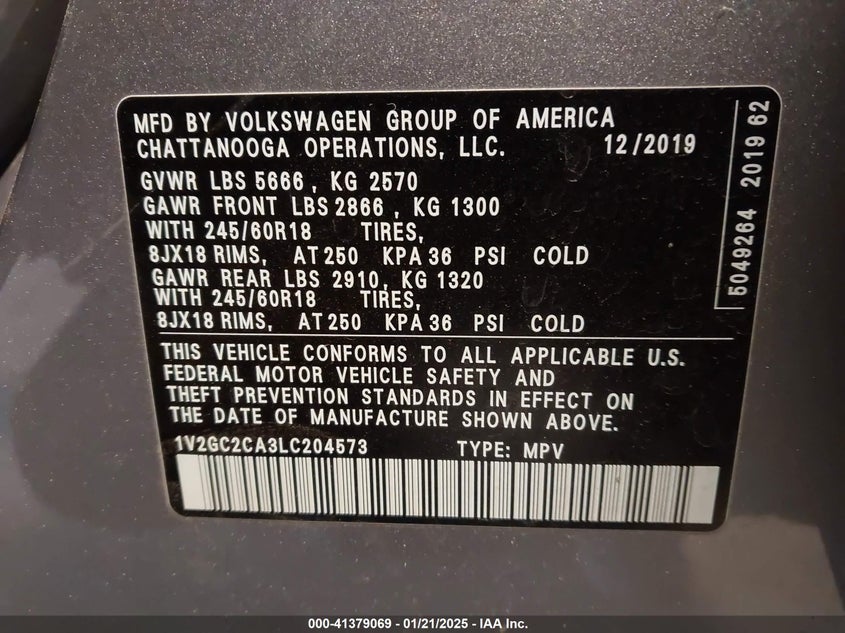 MFD BY VOLKSWAGEN GROUP OF AMERICA
CHATTANOOGA OPERATIONS, LLC. 12/2019
GVWR LBS 5666 , KG 2570
GAWR FRONT LBS 2866 , KG 1300
WITH 245/60R18 TIRES,
8JX18 RIMS, AT 250 KPA 36 PSI COLD
GAWR REAR LBS 2910, KG 1320
WITH 245/60R18 TIRES,
8JX18 RIMS, AT 250 KPA 36 PSI COLD
THIS VEHICLE CONFORMS TO ALL APPLICABLE U.S.
FEDERAL MOTOR VEHICLE SAFETY AND
THEFT PREVENTION STANDARDS IN EFFECT ON
THE DATE OF MANUFACTURE SHOWN ABOVE.
1V2GC2CA3LC204573 TYPE: MPV
5049264 2019 62
000-41379069 - 01/21/2025 - IAA Inc.